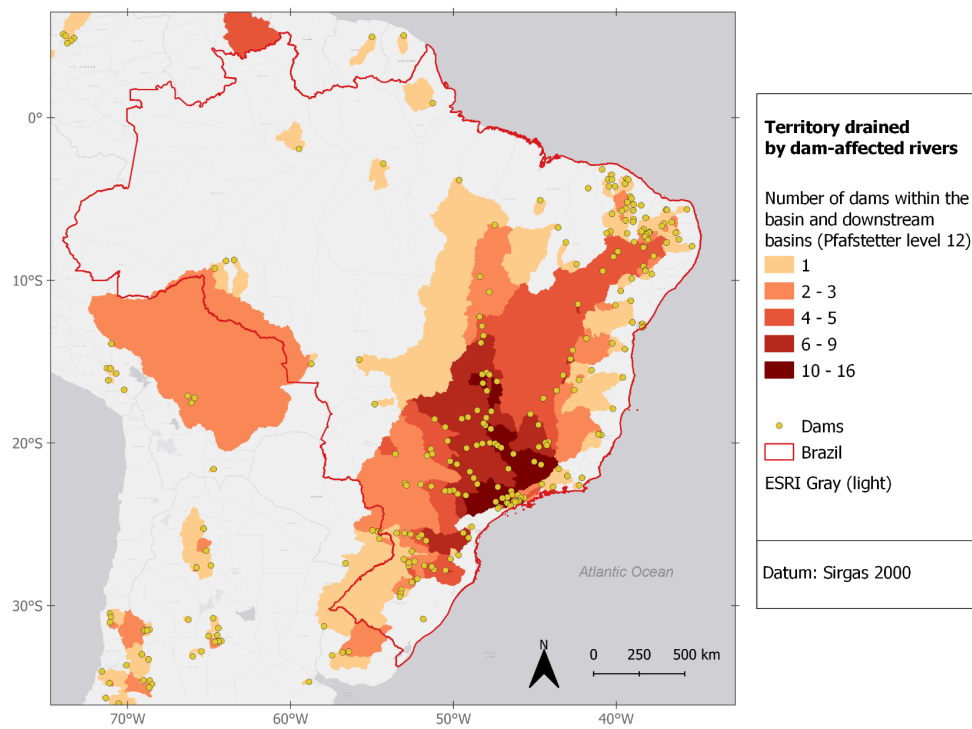 0°
10°S
20°S
30°S
70°W
60°W
50°W
40°W
Atlantic Ocean
N
0 250 500 km
Territory drained
by dam-affected rivers
Number of dams within the
basin and downstream
basins (Pfafstetter level 12)
1
2 - 3
4 - 5
6 - 9
10 - 16
Dams
Brazil
ESRI Gray (light)
Datum: Sirgas 2000